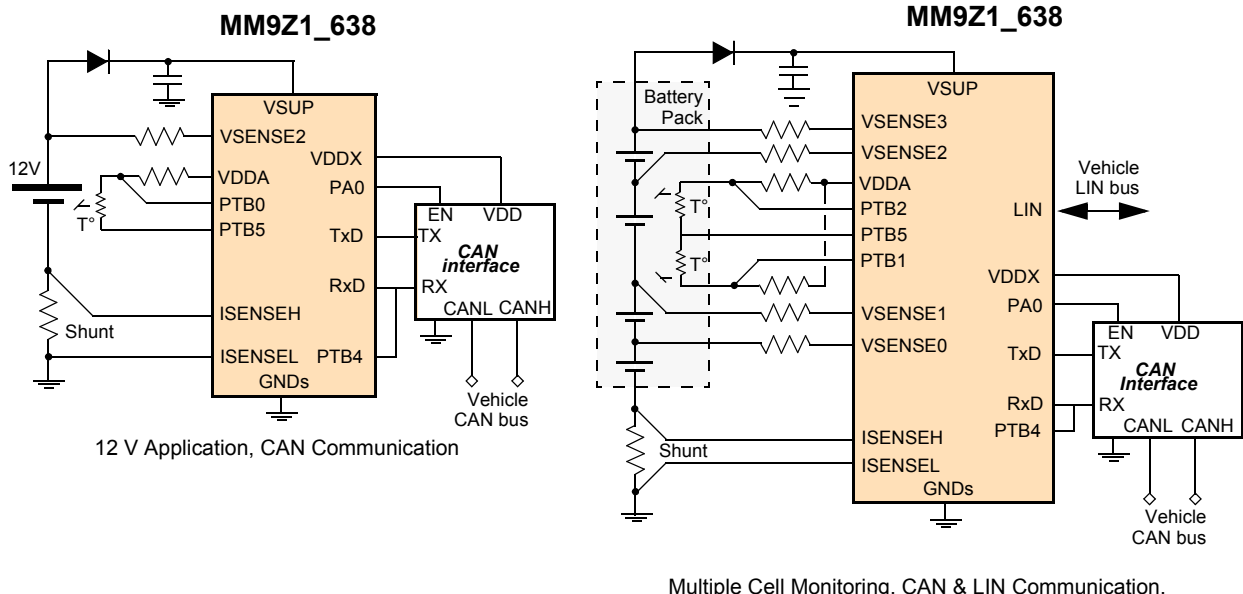 MM9Z1_638
VSUP
VSENSE2
12V
VDDA
PTB0
PTB5
T°
VDDX
PA0
EN
VDD
TxD
TX
CAN
interface
RxD
RX
CANL
CANH
Shunt
ISENSEH
ISENSEL
PTB4
GNDs
Vehicle
CAN bus
12 V Application, CAN Communication
MM9Z1_638
VSUP
Battery
Pack
VSENSE3
VSENSE2
VDDA
PTB2
T°
PTB5
T°
PTB1
VSENSE1
VSENSE0
Vehicle
LIN bus
LIN
VDDX
PA0
EN
VDD
TxD
TX
CAN
Interface
RxD
RX
PTB4
CANL
CANH
ISENSEH
Shunt
ISENSEL
GNDs
Vehicle
CAN bus
Multiple Cell Monitoring, CAN & LIN Communication,